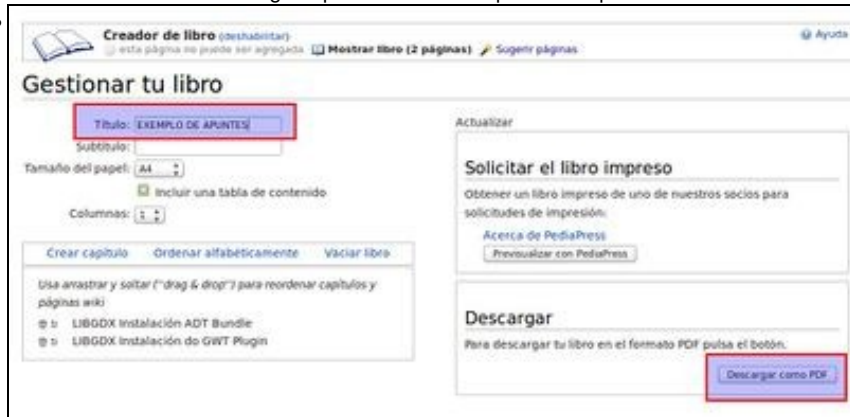 Creador de libro (deshabilitar)
esta página no puede ser agregada Mostrar libro (2 páginas) Sugerir páginas
Ayuda
Gestionar tu libro
Título: EXEMPLO DE APUNTES
Subtítulo:
Tamaño del papel: A4
Incluir una tabla de contenido
Columnas: 1
Crear capítulo Ordenar alfabéticamente Vaciar libro
Usa arrastrar y soltar ("drag & drop") para reordenar capítulos y
páginas wiki
LIBGDX Instalación ADT Bundle
LIBGDX Instalación do GWT Plugin
Actualizar
Solicitar el libro impreso
Obtener un libro impreso de uno de nuestros socios para
solicitudes de impresión:
Acerca de PediaPress
Previsualizar con PediaPress
Descargar
Para descargar tu libro en el formato PDF pulsa el botón.
Descargar como PDF